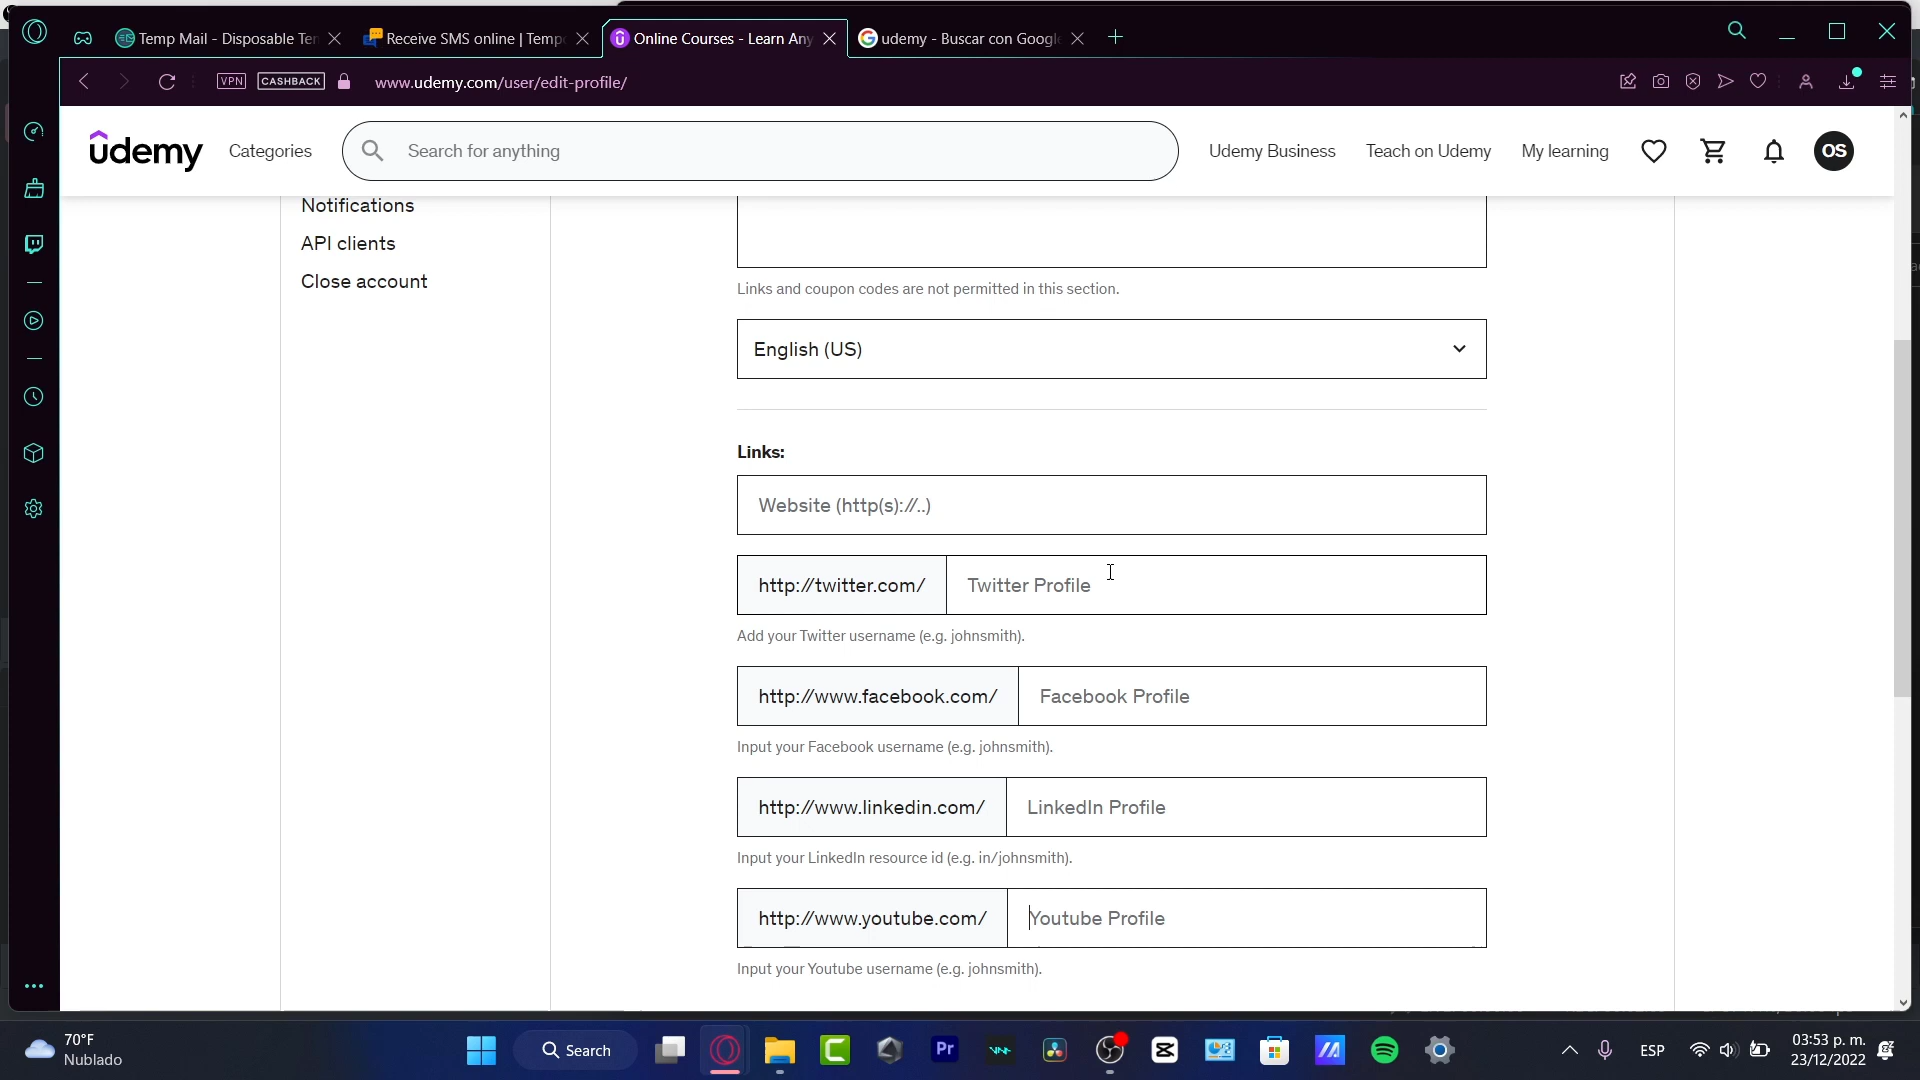 Temp Mail - Disposable Ten
Receive SMS online | Temp
Online Courses - Learn Any
udemy - Buscar con Google
VPN
CASHBACK
www.udemy.com/user/edit-profile/
udemy
Categories
Search for anything
Udemy Business
Teach on Udemy
My learning
OS
Notifications
API clients
Close account
Links and coupon codes are not permitted in this section.
English (US)
Links:
Website (http(s)://..)
http://twitter.com/
Twitter Profile
Add your Twitter username (e.g. johnsmith).
http://www.facebook.com/
Facebook Profile
Input your Facebook username (e.g. johnsmith).
http://www.linkedin.com/
LinkedIn Profile
Input your LinkedIn resource id (e.g. in/johnsmith).
http://www.youtube.com/
Youtube Profile
Input your Youtube username (e.g. johnsmith).
70°F
Nublado
Search
Pr
ESP
03:53 p. m.
23/12/2022